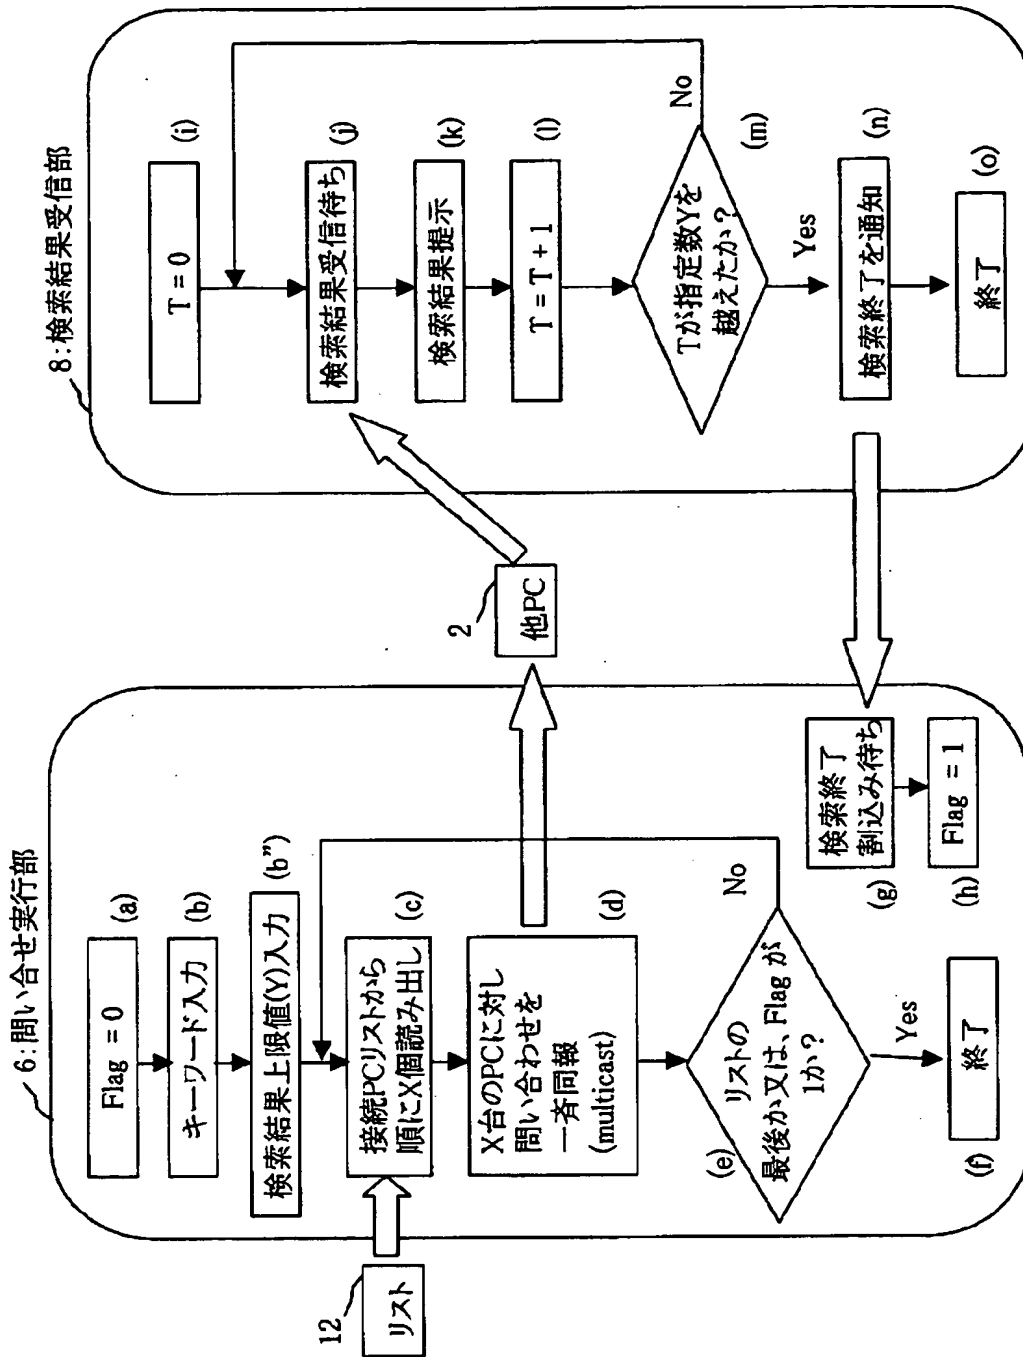 6:問い合せ実行部
Flag = 0
(a)
キーワード入力
(b)
検索結果上限値(Y)入力
(b”)
12
リスト
接続PCリストから
順にX個読み出し
(c)
X台のPCに対し
問い合わせを
一斉同報
(multicast)
(d)
(e)
リストの
最後か又は、Flag が
1か?
No
Yes
(f)
終了
(g)
検索終了
割込み待ち
(h)
Flag = 1
2
他PC
8:検索結果受信部
T = 0
(i)
検索結果受信待ち
(j)
検索結果提示
(k)
T = T + 1
(l)
Tが指定数Yを
越えたか?
(m)
No
Yes
検索終了を通知
(n)
終了
(o)